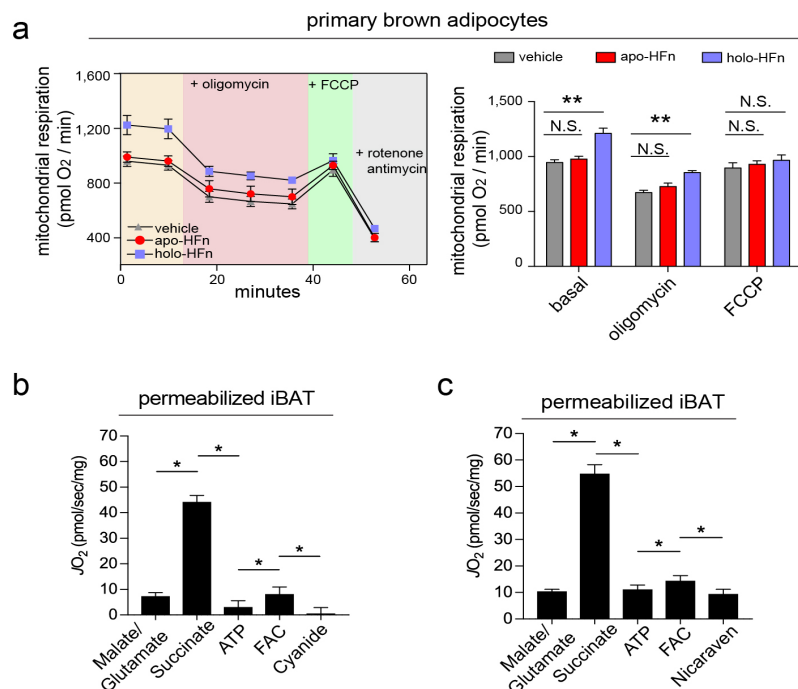 a
primary brown adipocytes
mitochondrial respiration
(pmol O2 / min)
1,600
1,200
800
400
+ oligomycin
+ FCCP
+ rotenone
antimycin
vehicle
apo-HFn
holo-HFn
0
20
40
60
minutes
vehicle
apo-HFn
holo-HFn
mitochondrial respiration
(pmol O2 / min)
1,500
1,000
500
0
**
N.S.
**
N.S.
N.S.
N.S.
basal
oligomycin
FCCP
b
permeabilized iBAT
JO2 (pmol/sec/mg)
70
60
50
40
30
20
10
0
*
*
*
*
Malate/
Glutamate
Succinate
ATP
FAC
Cyanide
c
permeabilized iBAT
JO2 (pmol/sec/mg)
70
60
50
40
30
20
10
0
*
*
*
*
Malate/
Glutamate
Succinate
ATP
FAC
Nicaraven